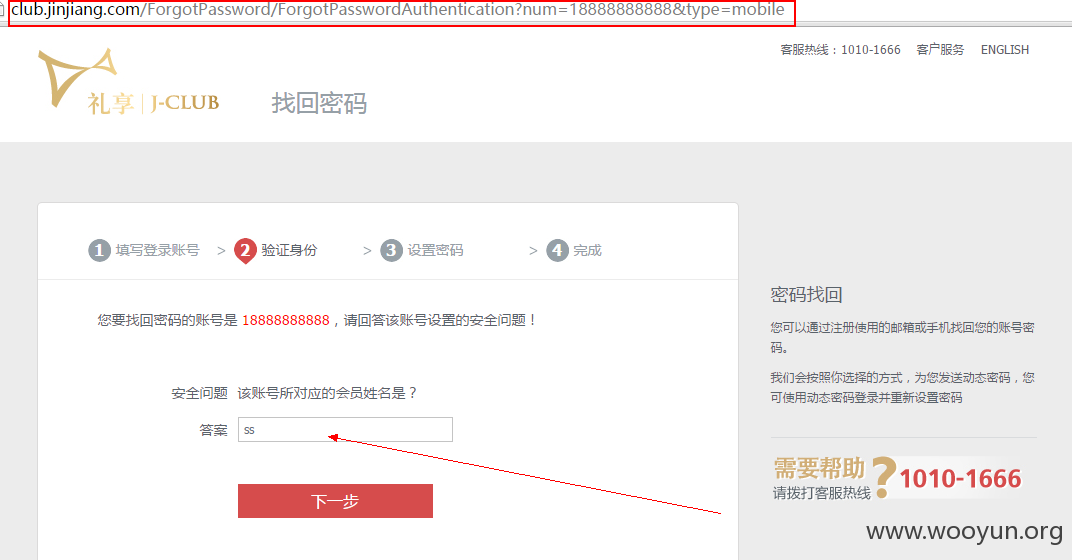 club.jinjiang.com/ForgotPassword/ForgotPasswordAuthentication?num=18888888888&type=mobile
客服热线：1010-1666 客户服务 ENGLISH
礼享 | J-CLUB 找回密码
1 填写登录账号 > 2 验证身份 > 3 设置密码 > 4 完成
您要找回密码的账号是 18888888888，请回答该账号设置的安全问题！
安全问题 该账号所对应的会员姓名是？
答案 ss
下一步
密码找回
您可以通过注册使用的邮箱或手机找回您的账号密
码。
我们会按照你选择的方式，为您发送动态密码，您
可使用动态密码登录并重新设置密码
需要帮助
请拨打客服热线
?
1010-1666
www.wooyun.org